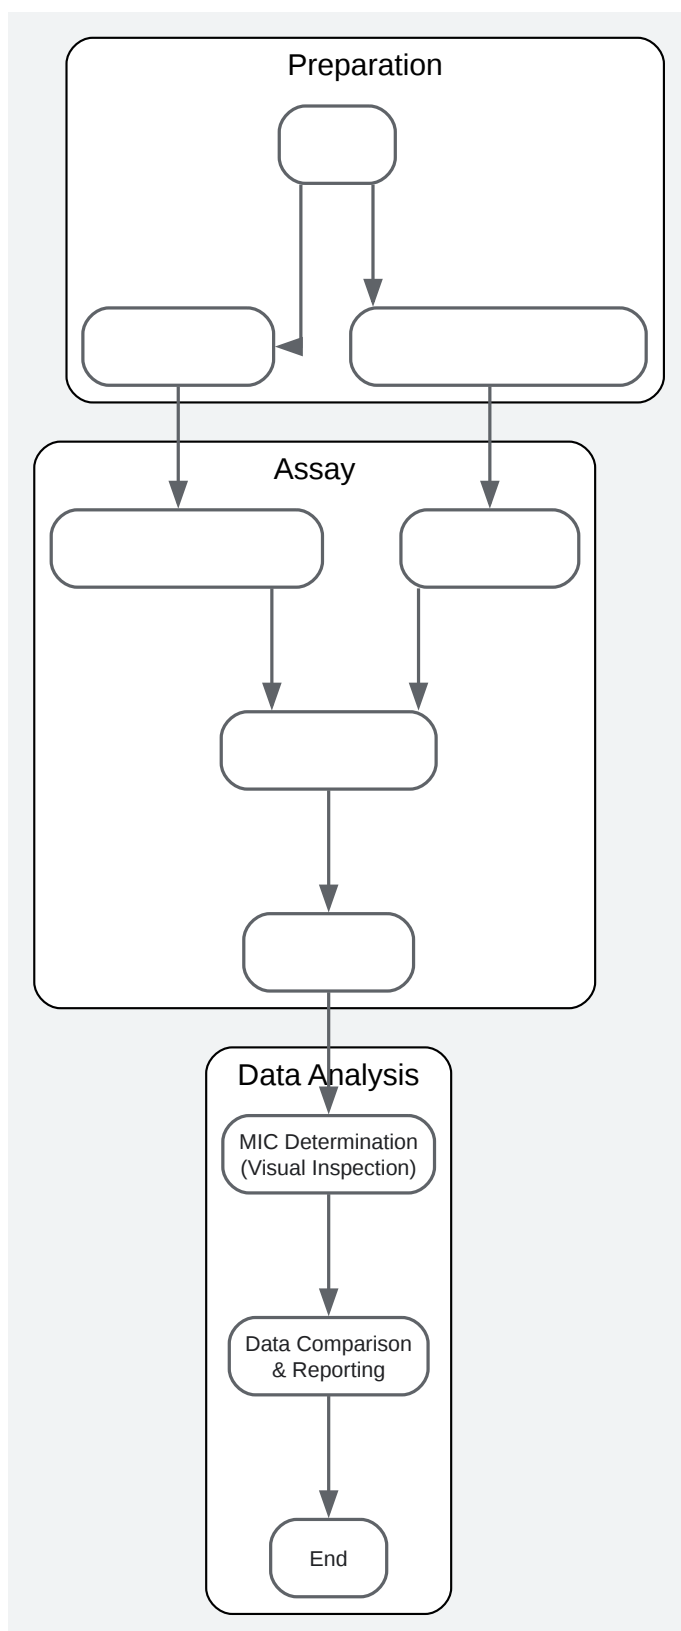 Preparation
Assay
Data Analysis
MIC Determination
(Visual Inspection)
Data Comparison
& Reporting
End